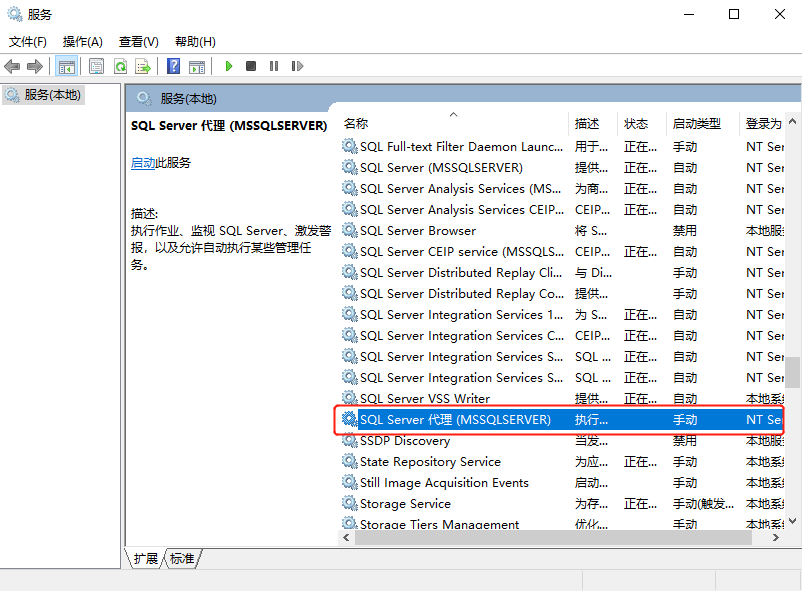 服务
文件(F) 操作(A) 查看(V) 帮助(H)
服务(本地)
服务(本地)
SQL Server 代理 (MSSQLSERVER)
启动此服务
描述:
执行作业、监视 SQL Server、激发警
报，以及允许自动执行某些管理任
务。
名称 描述 状态 启动类型 登录为
SQL Full-text Filter Daemon Launc... 用于... 正在... 手动 NT Ser
SQL Server (MSSQLSERVER) 提供... 正在... 自动 NT Ser
SQL Server Analysis Services (MS... 为商... 正在... 自动 NT Ser
SQL Server Analysis Services CEIP... CEIP... 正在... 自动 NT Ser
SQL Server Browser 将 S... 禁用 本地服
SQL Server CEIP service (MSSQLS... CEIP... 正在... 自动 NT Ser
SQL Server Distributed Replay Cli... 与 Di... 手动 NT Ser
SQL Server Distributed Replay Co... 提供... 手动 NT Ser
SQL Server Integration Services 1... 为 S... 正在... 自动 NT Ser
SQL Server Integration Services C... CEIP... 正在... 自动 NT Ser
SQL Server Integration Services S... SQL ... 正在... 自动 NT Ser
SQL Server Integration Services S... SQL ... 正在... 自动 NT Ser
SQL Server VSS Writer 提供... 正在... 自动 本地系
SQL Server 代理 (MSSQLSERVER) 执行... 手动 NT Se
SSDP Discovery 当发... 禁用 本地服
State Repository Service 为应... 正在... 手动 本地系
Still Image Acquisition Events 启动... 手动 本地系
Storage Service 为存... 正在... 手动(触发... 本地系
Storage Tiers Management 优化... 手动 本地系
扩展 标准